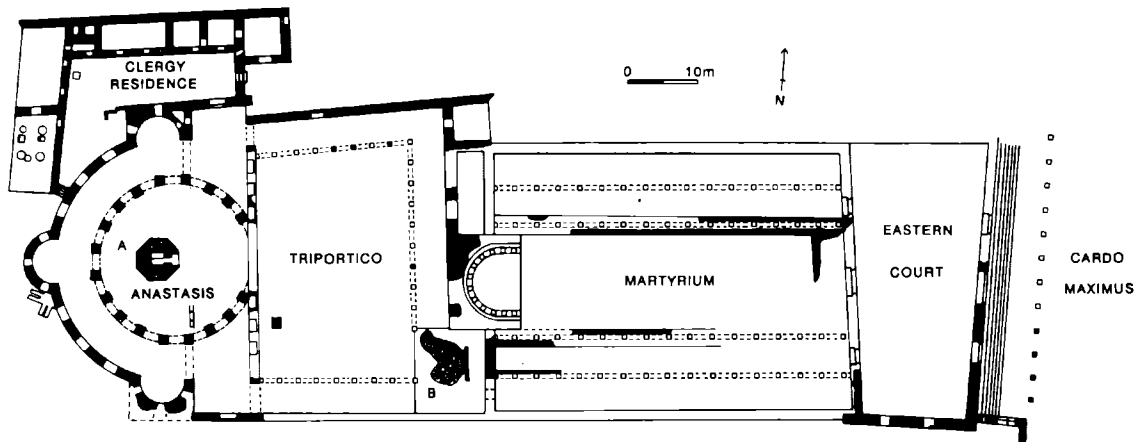 CLERGY
RESIDENCE
0 10m
N
A
ANASTASIS
TRIPORTICO
B
MARTYRIUM
EASTERN
COURT
CARDO
MAXIMUS